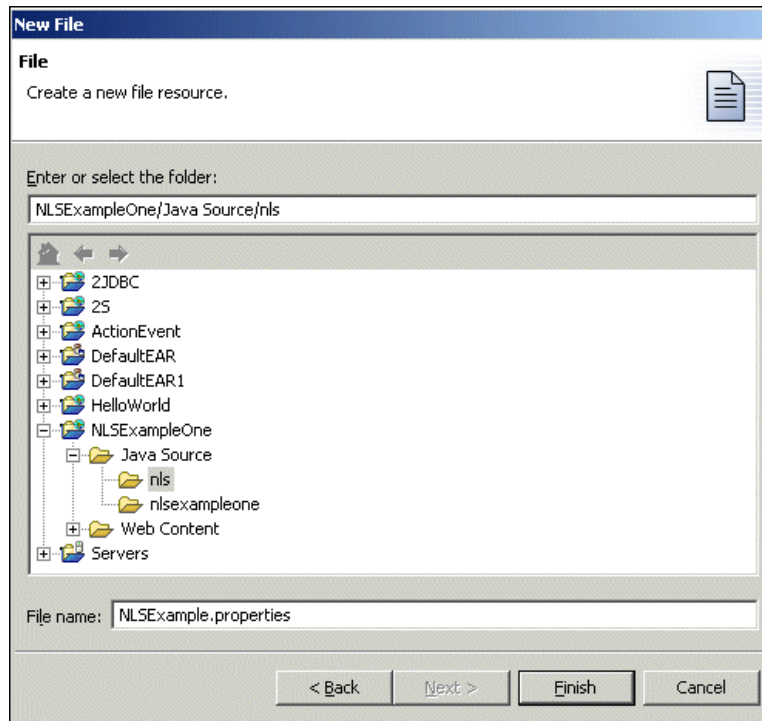 New File
File
Create a new file resource.
Enter or select the folder:
NLSExampleOne/Java Source/nls
2JDBC
2S
ActionEvent
DefaultEAR
DefaultEAR1
HelloWorld
NLSExampleOne
Java Source
nls
nlsexampleone
Web Content
Servers
File name: NLSExample.properties
< Back Next > Finish Cancel